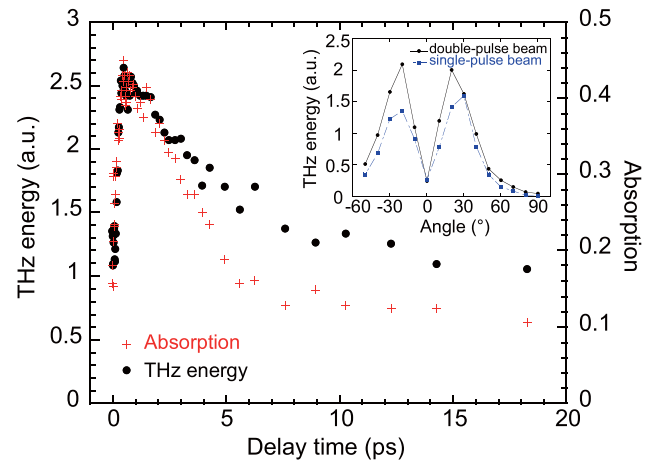 3
2.5
2
1.5
1
0.5
0
THz energy (a.u.)
0.5
0.4
0.3
0.2
0.1
0
Absorption
0 5 10 15 20
Delay time (ps)
Absorption
THz energy
2.5
2
1.5
1
0.5
0
THz energy (a.u.)
double-pulse beam
single-pulse beam
-60 -30 0 30 60 90
Angle (°)